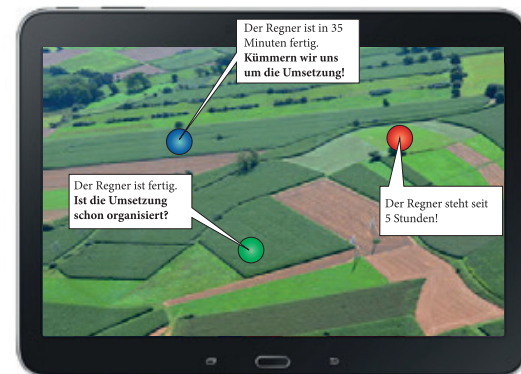 Der Regner ist in 35
Minuten fertig.
Kümmern wir uns
um die Umsetzung!
Der Regner ist fertig.
Ist die Umsetzung
schon organisiert?
Der Regner steht seit
5 Stunden!